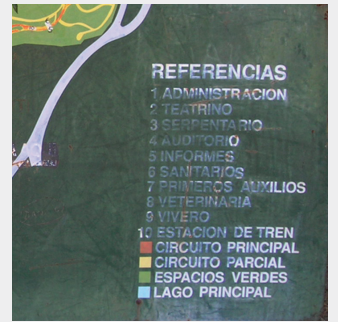 REFERENCIAS
1 ADMINISTRACION
2 TEATRINO
3 SERPENTARIO
4 AUDITORIO
5 INFORMES
6 SANITARIOS
7 PRIMEROS AUXILIOS
8 VETERINARIA
9 VIVERO
10 ESTACION DE TREN
CIRCUITO PRINCIPAL
CIRCUITO PARCIAL
ESPACIOS VERDES
LAGO PRINCIPAL